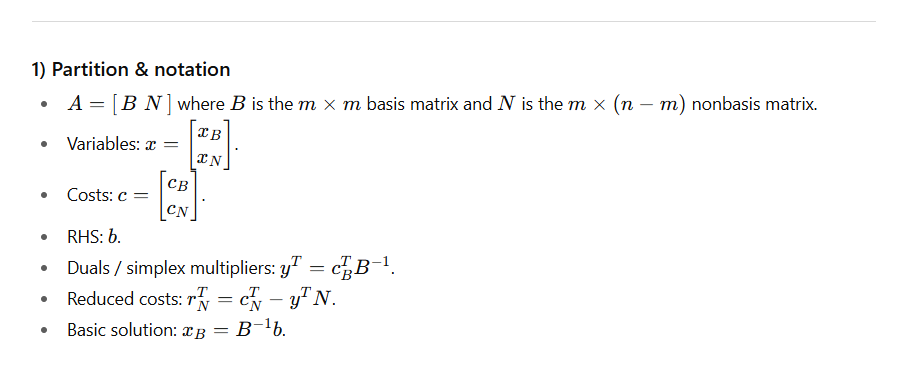 1) Partition & notation
• A = [ B N ] where B is the m × m basis matrix and N is the m × (n − m) nonbasis matrix.
• Variables: x = [x_B x_N].
• Costs: c = [c_B c_N].
• RHS: b.
• Duals / simplex multipliers: y^T = c_B^T B^{−1}.
• Reduced costs: r_N^T = c_N^T − y^T N.
• Basic solution: x_B = B^{−1}b.